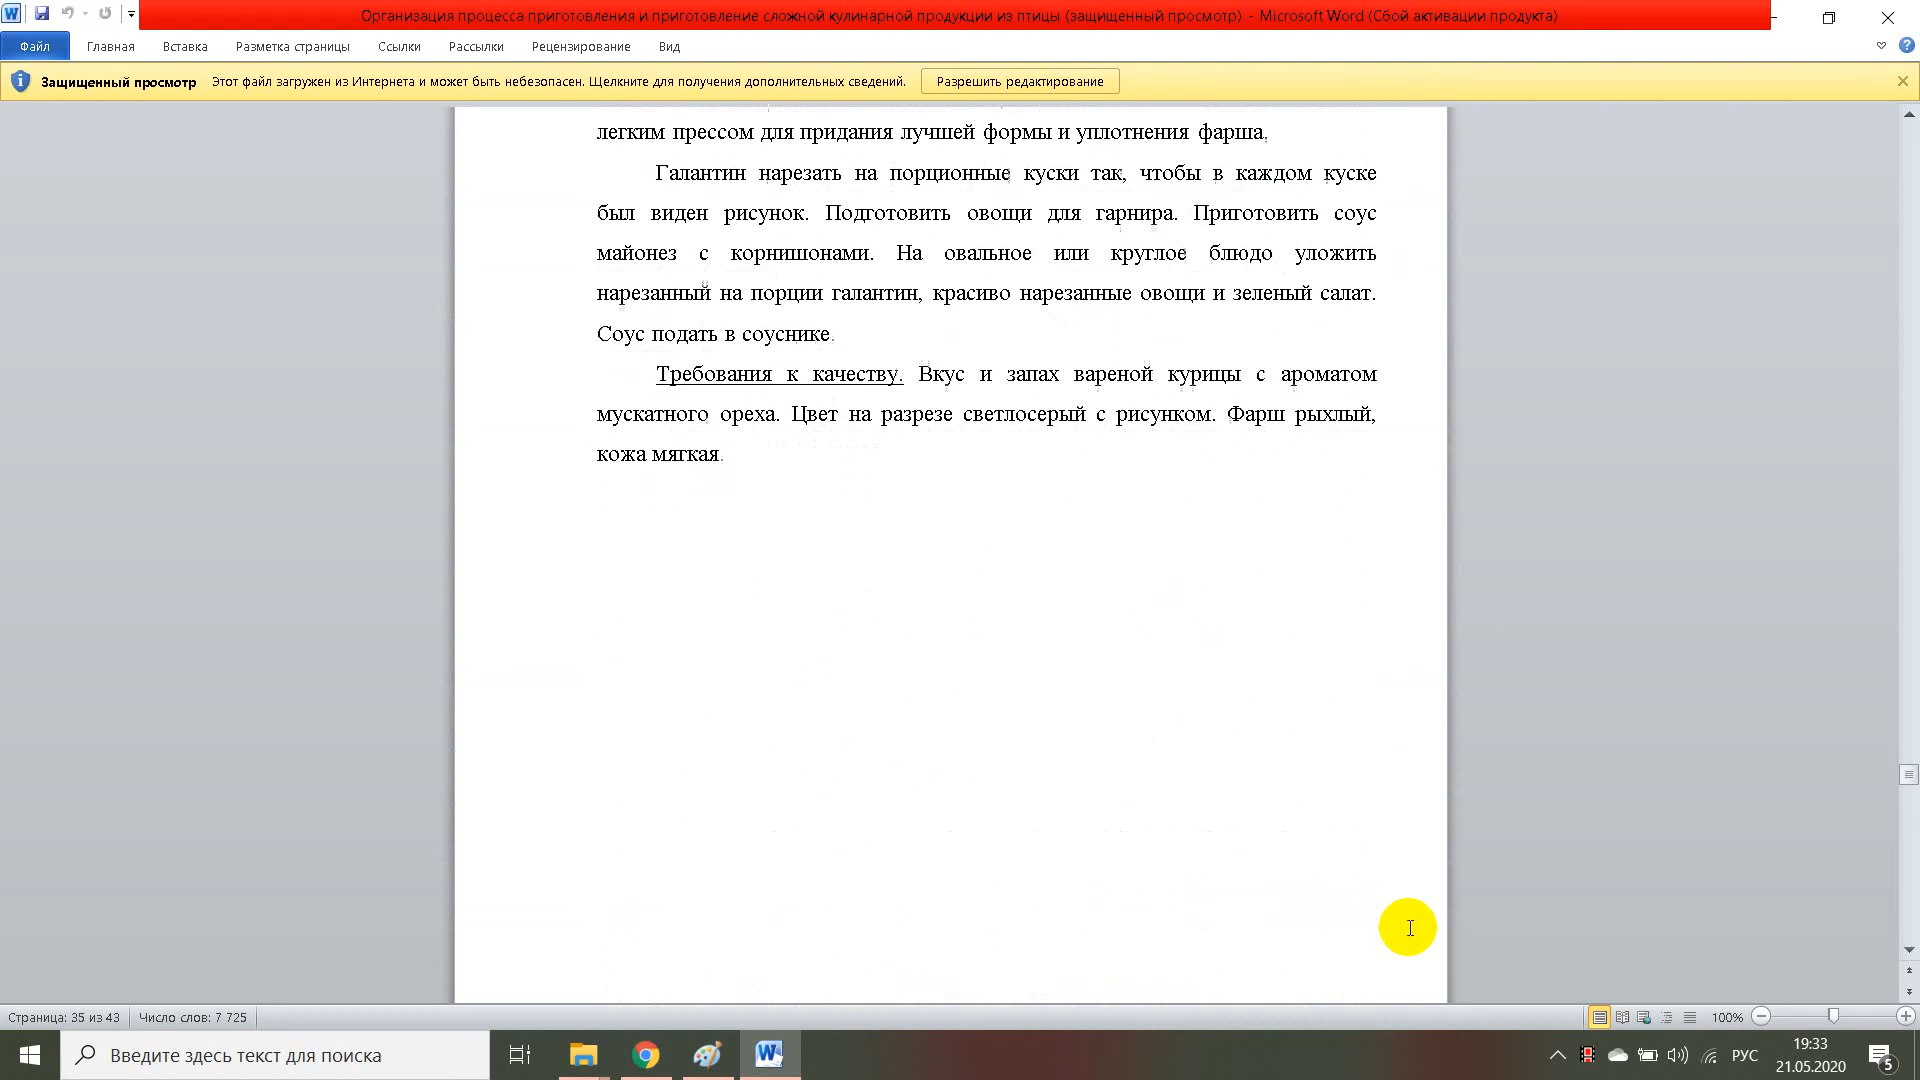 Организация процесса приготовления и приготовление сложной кулинарной продукции из птицы (защищенный просмотр) - Microsoft Word (Сбой активации продукта)
Файл Главная Вставка Разметка страницы Ссылки Рассылки Рецензирование Вид
Защищенный просмотр Этот файл загружен из Интернета и может быть небезопасен. Щелкните для получения дополнительных сведений. Разрешить редактирование
легким прессом для придания лучшей формы и уплотнения фарша,
Галантин нарезать на порционные куски так, чтобы в каждом куске
был виден рисунок. Подготовить овощи для гарнира. Приготовить соус
майонез с корнишонами. На овальное или круглое блюдо уложить
нарезанный на порции галантин, красиво нарезанные овощи и зеленый салат.
Соус подать в соуснике.
Требования к качеству. Вкус и запах вареной курицы с ароматом
мускатного ореха. Цвет на разрезе светлосерый с рисунком. Фарш рыхлый,
кожа мягкая.
Страница: 35 из 43 Число слов: 7 725 100%
Введите здесь текст для поиска РУС 19:33
21.05.2020 5